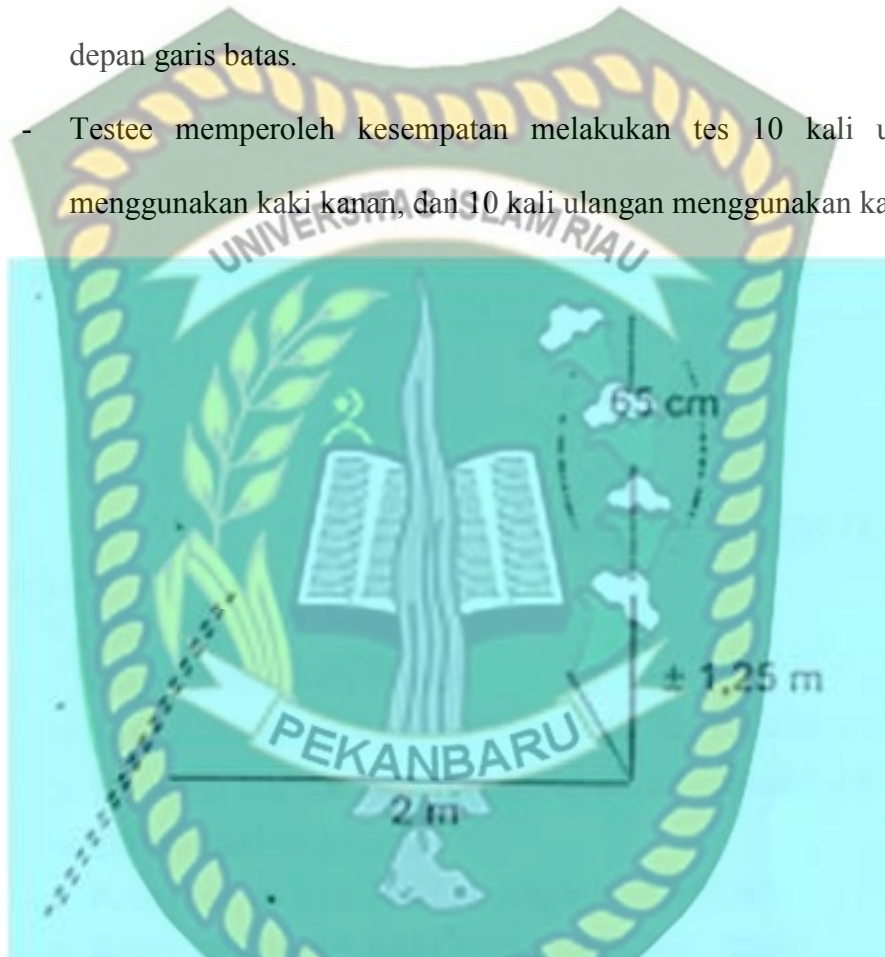 depan garis batas.
- Testee memperoleh kesempatan melakukan tes 10 kali u
menggunakan kaki kanan, dan 10 kali ulangan menggunakan ka
UNIVERSITAS ISLAM RIAU
65 cm
± 1,25 m
PEKANBARU
2 m